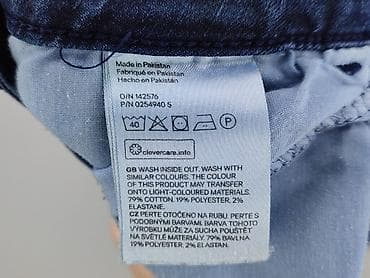 Made in Pakistan
Fabriqué en Pakistan
Hecho en Pakistán
O/N 142576
P/N 0254940 S
40 P
clevercare.info
GB WASH INSIDE OUT. WASH WITH
SIMILAR COLOURS. THE COLOUR
OF THIS PRODUCT MAY TRANSFER
ONTO LIGHT-COLOURED MATERIALS.
79% COTTON. 19% POLYESTER. 2%
ELASTANE.
CZ PERTE OTOČENO NA RUBU. PERTE S
PODOBNÝMI BARVAMI. BARVA TOHOTO
VÝROBKU MŮŽE ZA SUCHA POUŠTĚT
NA SVĚTLÉ MATERIÁLY. 79% BAVLNA
19% POLYESTER. 2% ELASTAN.